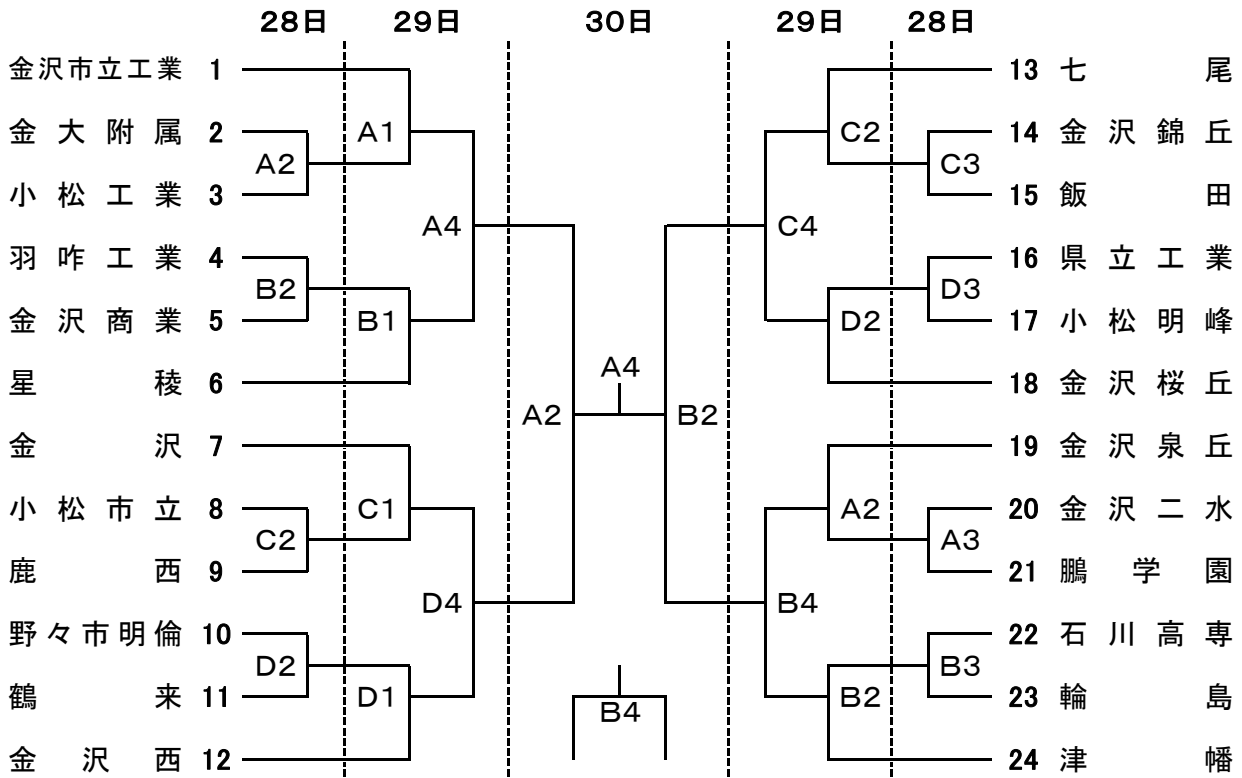 28日 29日 30日 29日 28日
金沢市立工業 1
金大附属 2
小松工業 3
羽咋工業 4
金沢商業 5
星稜 6
金沢 7
小松市立 8
鹿西 9
野々市明倫 10
鶴来 11
金沢西 12
A2
B2
C2
D2
A1
B1
C1
D1
A4
D4
A2
A4
B4
B2
C4
B4
C2
D2
A2
B2
C3
D3
A3
B3
13 七尾
14 金沢錦丘
15 飯田
16 県立工業
17 小松明峰
18 金沢桜丘
19 金沢泉丘
20 金沢二水
21 鵬学園
22 石川高専
23 輪島
24 津幡